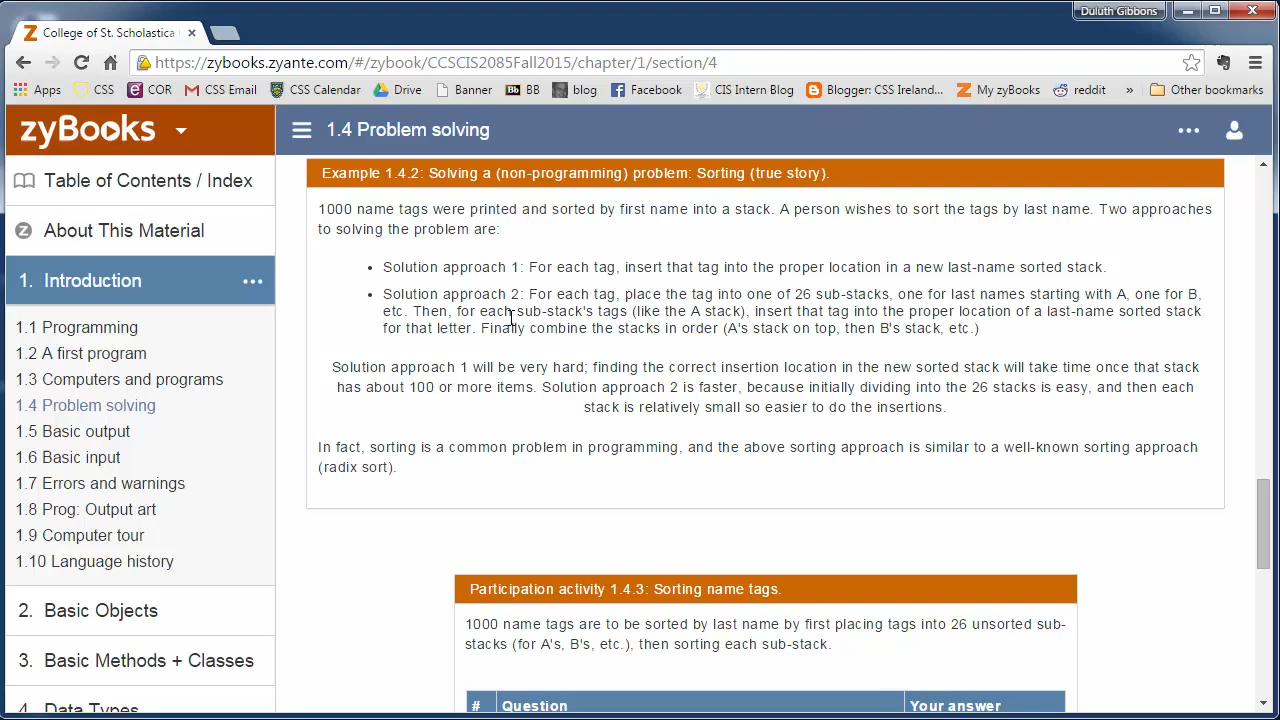 Duluth Gibbons
College of St. Scholastica
https://zybooks.zyante.com/#/zybook/CCSCIS2085Fall2015/chapter/1/section/4
Apps CSS COR CSS Email CSS Calendar Drive Banner Bb BB blog Facebook CIS Intern Blog Blogger: CSS Ireland... My zyBooks reddit » Other bookmarks
zyBooks
1.4 Problem solving
Table of Contents / Index
About This Material
1. Introduction
1.1 Programming
1.2 A first program
1.3 Computers and programs
1.4 Problem solving
1.5 Basic output
1.6 Basic input
1.7 Errors and warnings
1.8 Prog: Output art
1.9 Computer tour
1.10 Language history
2. Basic Objects
3. Basic Methods + Classes
4. Data Types
Example 1.4.2: Solving a (non-programming) problem: Sorting (true story).
1000 name tags were printed and sorted by first name into a stack. A person wishes to sort the tags by last name. Two approaches
to solving the problem are:
• Solution approach 1: For each tag, insert that tag into the proper location in a new last-name sorted stack.
• Solution approach 2: For each tag, place the tag into one of 26 sub-stacks, one for last names starting with A, one for B,
etc. Then, for each sub-stack's tags (like the A stack), insert that tag into the proper location of a last-name sorted stack
for that letter. Finally combine the stacks in order (A's stack on top, then B's stack, etc.)
Solution approach 1 will be very hard; finding the correct insertion location in the new sorted stack will take time once that stack
has about 100 or more items. Solution approach 2 is faster, because initially dividing into the 26 stacks is easy, and then each
stack is relatively small so easier to do the insertions.
In fact, sorting is a common problem in programming, and the above sorting approach is similar to a well-known sorting approach
(radix sort).
Participation activity 1.4.3: Sorting name tags.
1000 name tags are to be sorted by last name by first placing tags into 26 unsorted sub-
stacks (for A's, B's, etc.), then sorting each sub-stack.
# Question Your answer